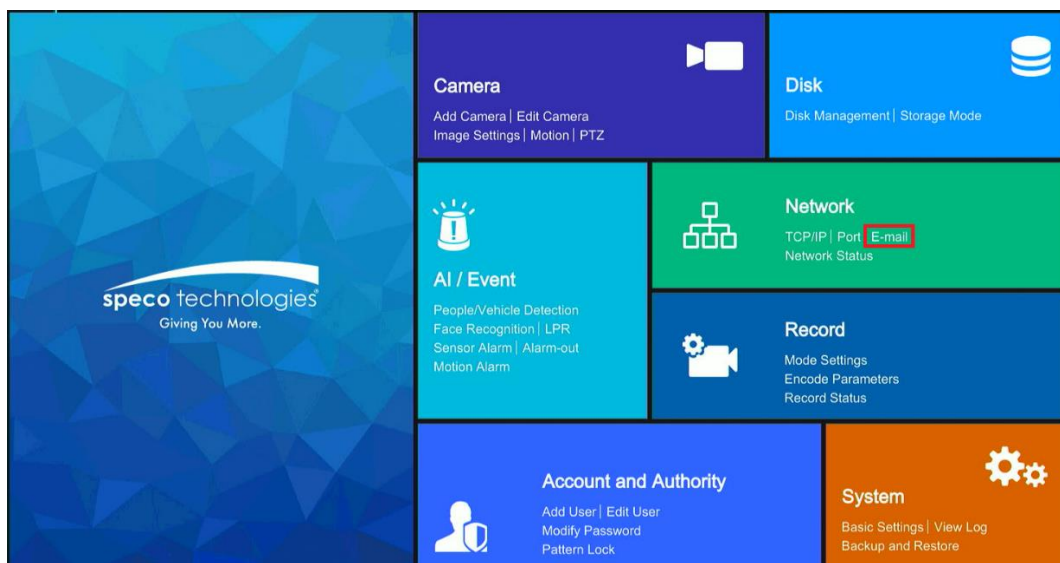 speco technologies®
Giving You More.
Camera
Add Camera | Edit Camera
Image Settings | Motion | PTZ
Disk
Disk Management | Storage Mode
AI / Event
People/Vehicle Detection
Face Recognition | LPR
Sensor Alarm | Alarm-out
Motion Alarm
Network
TCP/IP | Port E-mail
Network Status
Record
Mode Settings
Encode Parameters
Record Status
Account and Authority
Add User | Edit User
Modify Password
Pattern Lock
System
Basic Settings | View Log
Backup and Restore